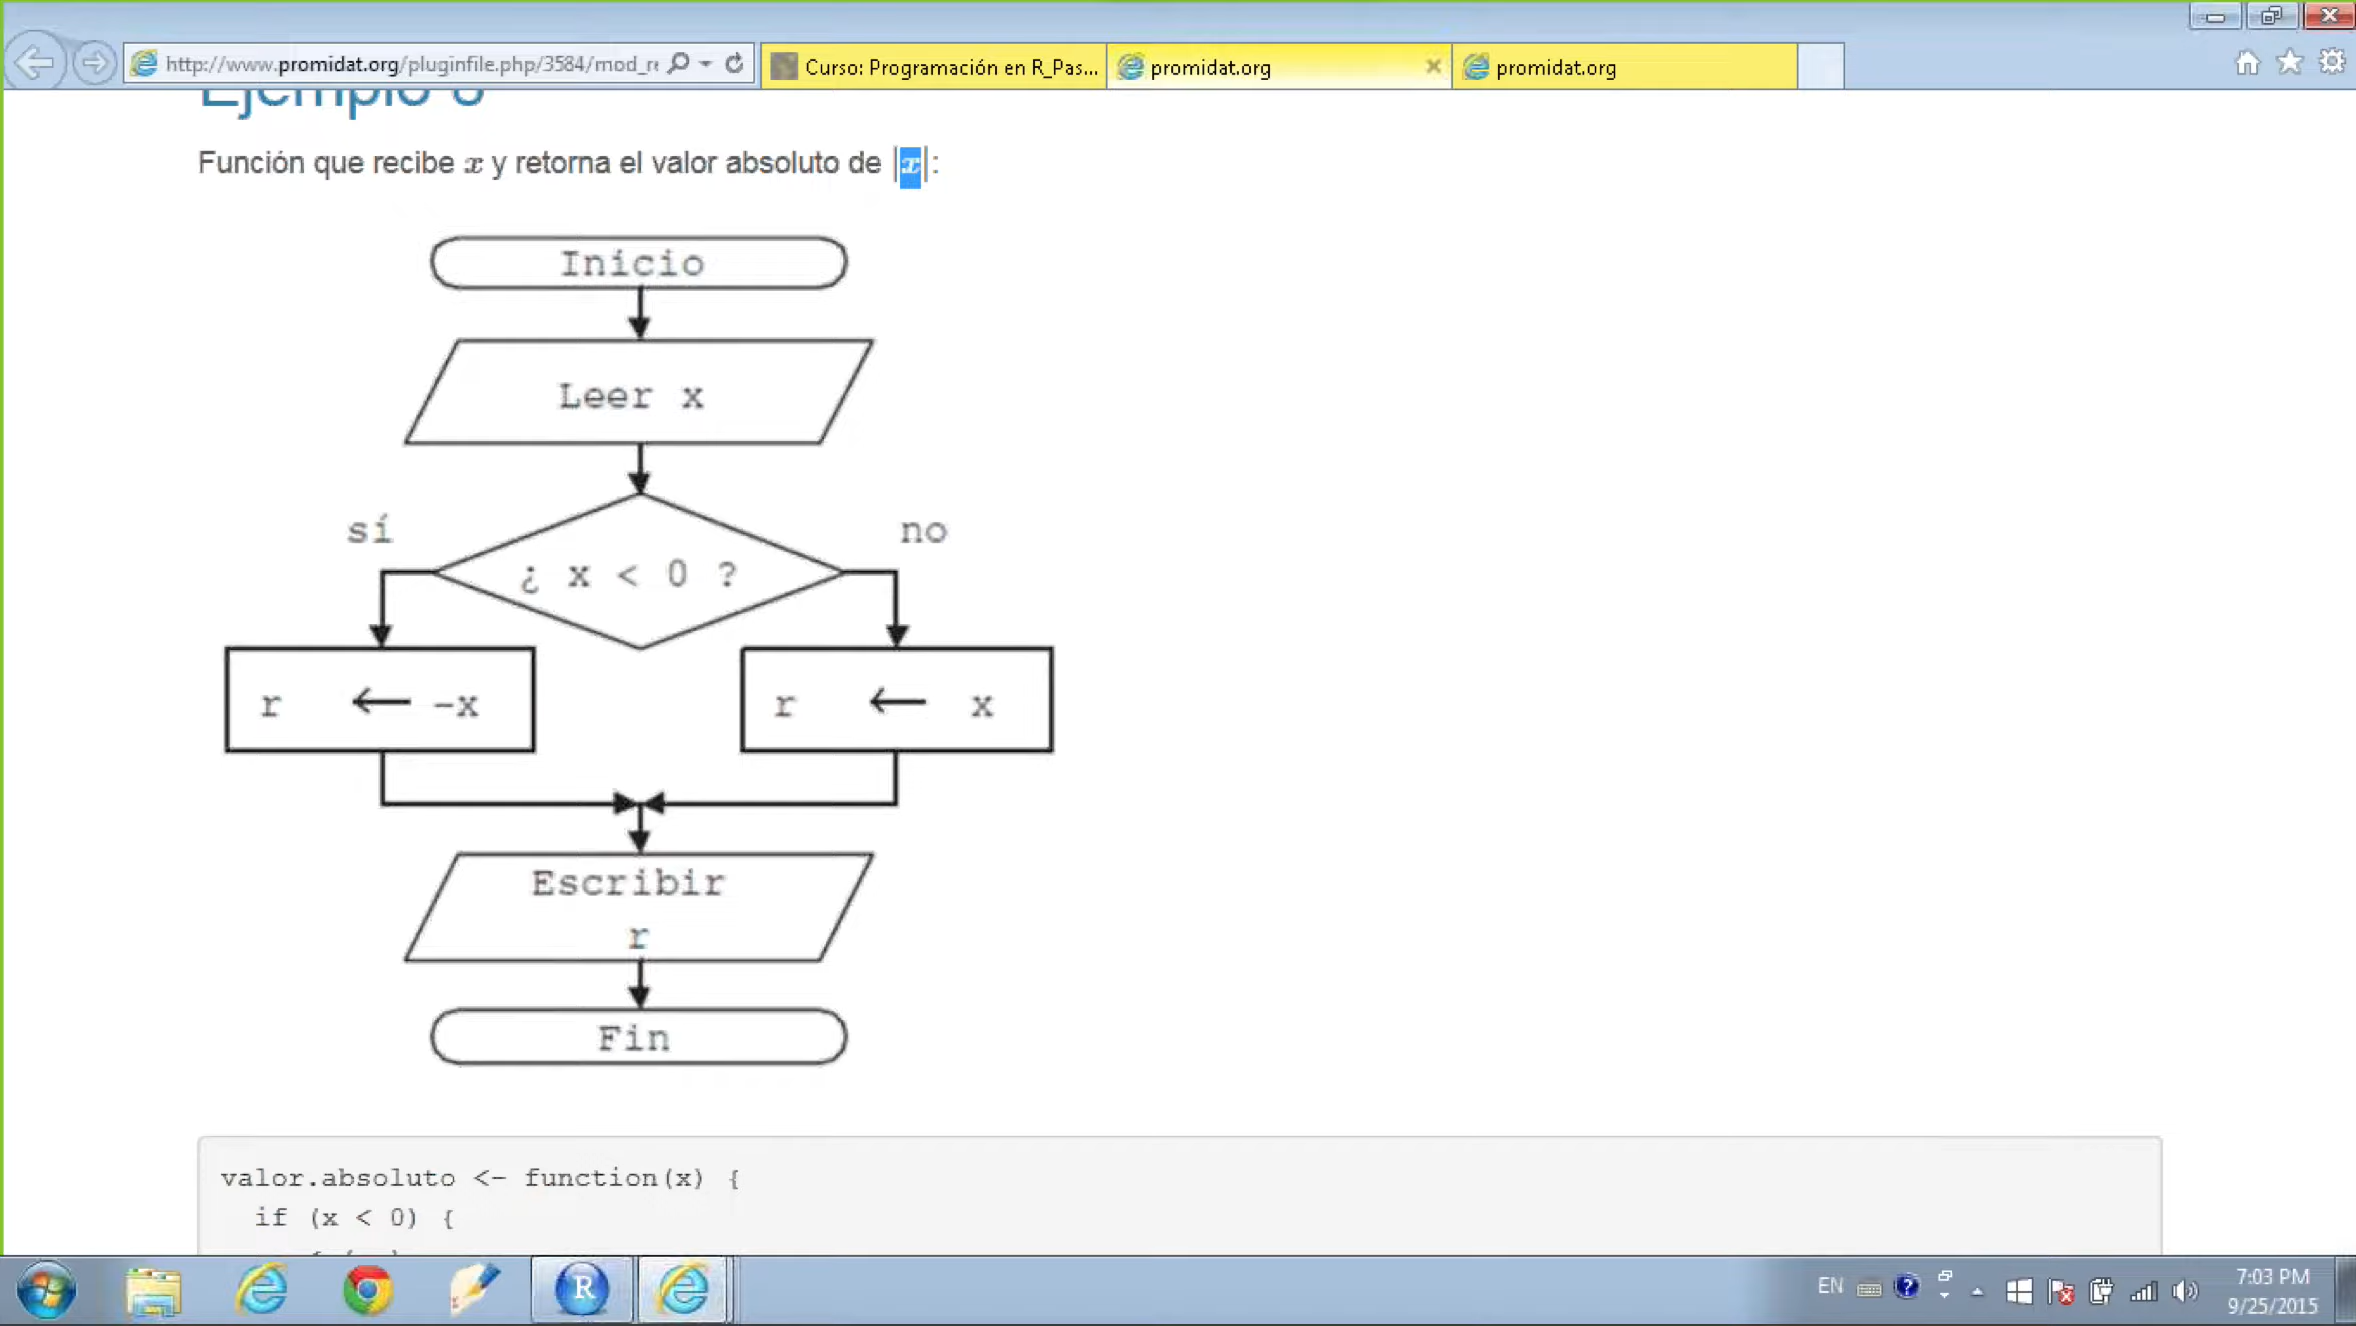 http://www.promidat.org/pluginfile.php/3584/mod_re
Curso: Programación en R_Pas...
promidat.org
promidat.org
Función que recibe x y retorna el valor absoluto de |x|:
Inicio
Leer x
sí
no
¿ x < 0 ?
r ← -x
r ← x
Escribir
r
Fin
valor.absoluto <- function(x) {
if (x < 0) {
EN
7:03 PM
9/25/2015